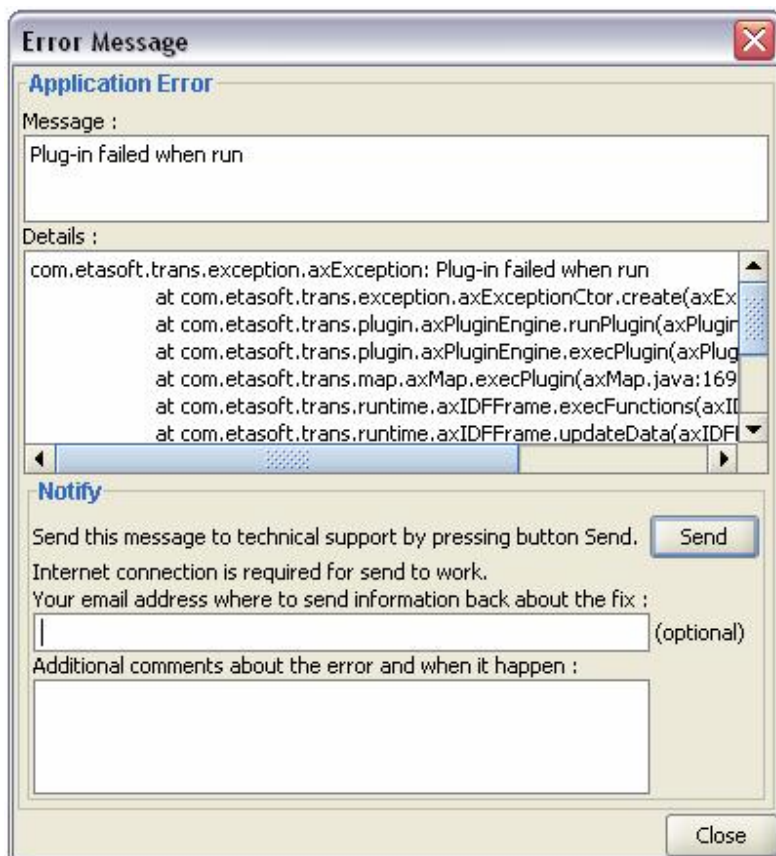 Error Message
Application Error
Message :
Plug-in failed when run
Details :
com.etasoft.trans.exception.axException: Plug-in failed when run
at com.etasoft.trans.exception.axExceptionCtor.create(axEx
at com.etasoft.trans.plugin.axPluginEngine.runPlugin(axPlugin
at com.etasoft.trans.plugin.axPluginEngine.execPlugin(axPlug
at com.etasoft.trans.map.axMap.execPlugin(axMap.java:169
at com.etasoft.trans.runtime.axIDFFrame.execFunctions(axID
at com.etasoft.trans.runtime.axIDFFrame.updateData(axIDFF
Notify
Send this message to technical support by pressing button Send. Send
Internet connection is required for send to work.
Your email address where to send information back about the fix :
(optional)
Additional comments about the error and when it happen :
Close